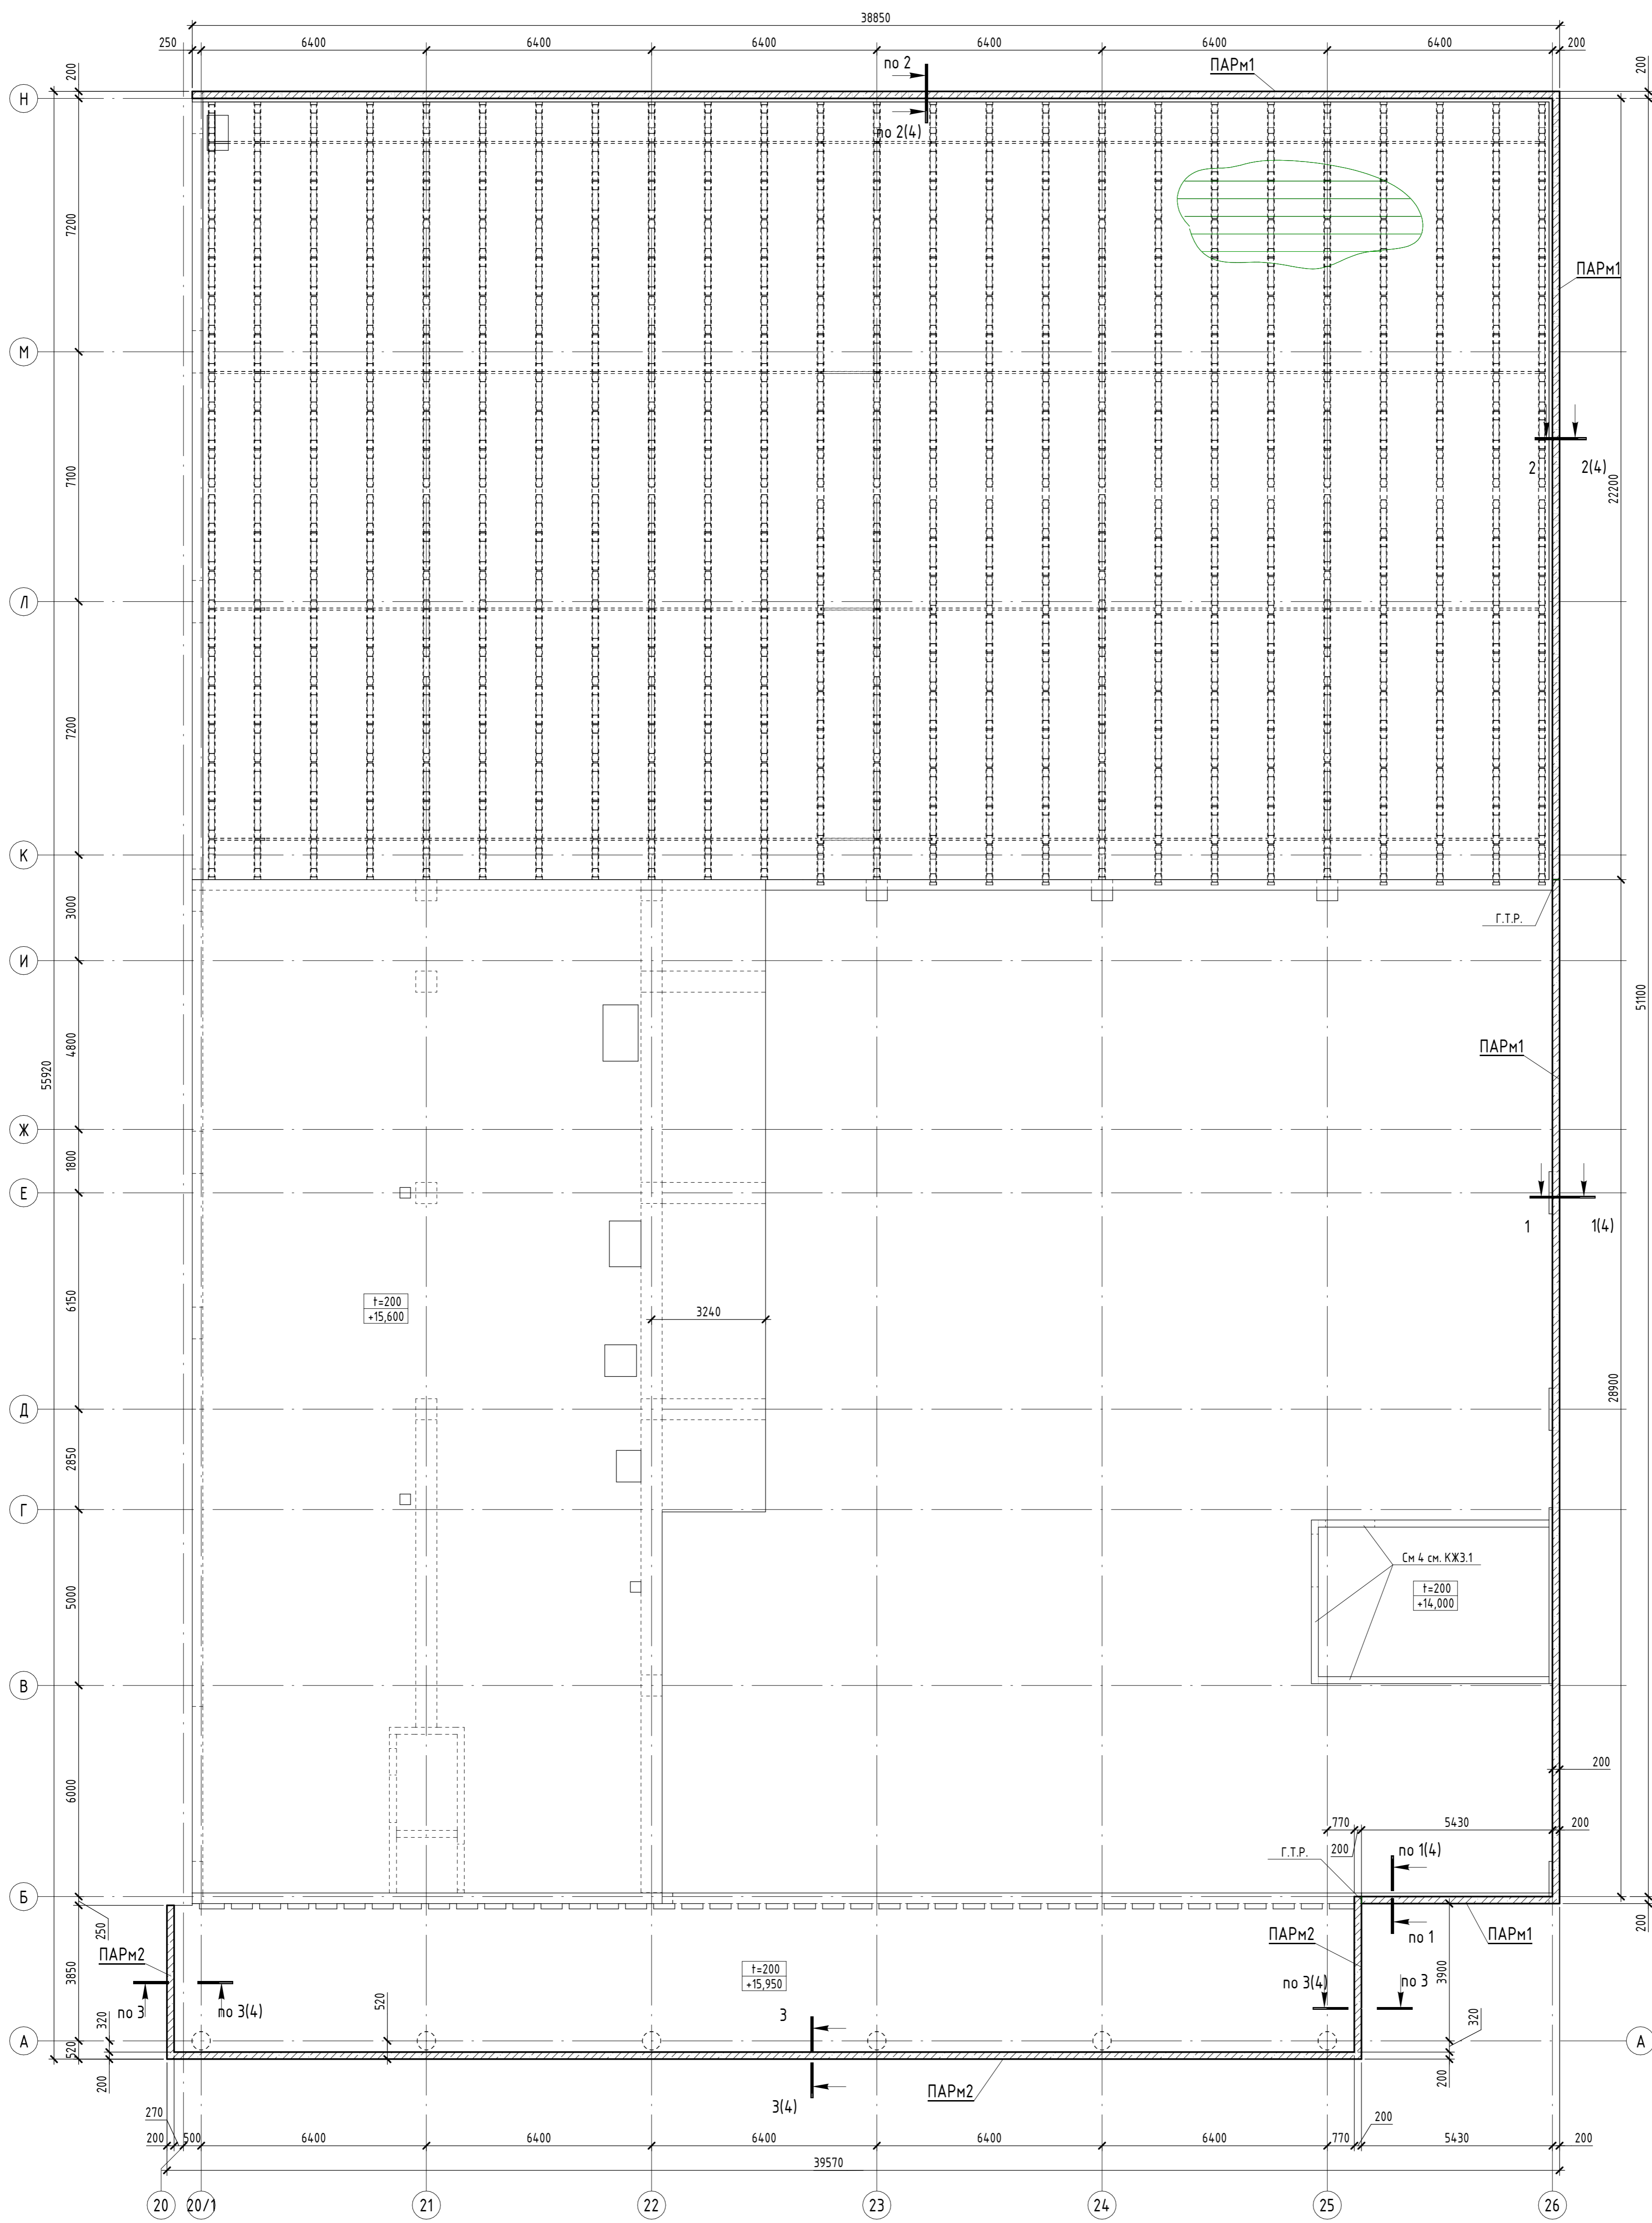 38850
250 6400 6400 6400 6400 6400 6400 200
200 200
по 2 ПАРм1
Н
по 2(4)
7200
ПАРм1
М
2 2(4)
7100
22200
Л
7200
К
3000
Г.Т.Р.
И
51100
4800
ПАРм1
55920
Ж
1800
Е
1 1(4)
6150
t=200
+15,600
3240
28900
Д
2850
Г
См 4 см. КЖ3.1
5000
t=200
+14,000
В
200
6000
770 5430 200
200
по 1(4)
Г.Т.Р.
Б
250
200
ПАРм2 ПАРм2 по 1 ПАРм1
3850
t=200
+15,950
3900
по 3 по 3(4) по 3(4) по 3
520
3
320 320
А А
520
200 200
ПАРм2
3(4)
270 200
200 500 6400 6400 6400 6400 6400 770 5430 200
39570
20 20/1 21 22 23 24 25 26